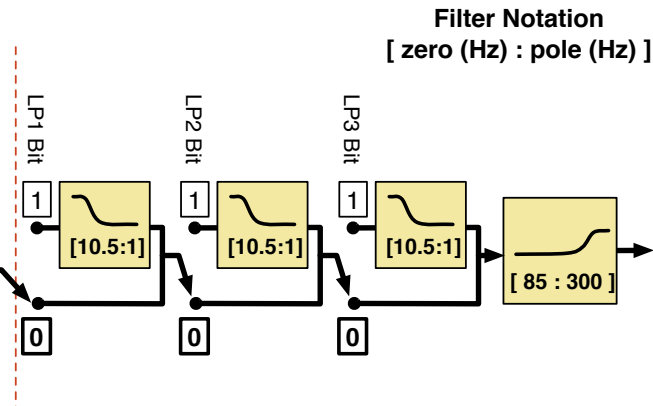 Filter Notation
[ zero (Hz) : pole (Hz) ]
LP1 Bit
LP2 Bit
LP3 Bit
1
1
1
[10.5:1]
[10.5:1]
[10.5:1]
[ 85 : 300 ]
0
0
0